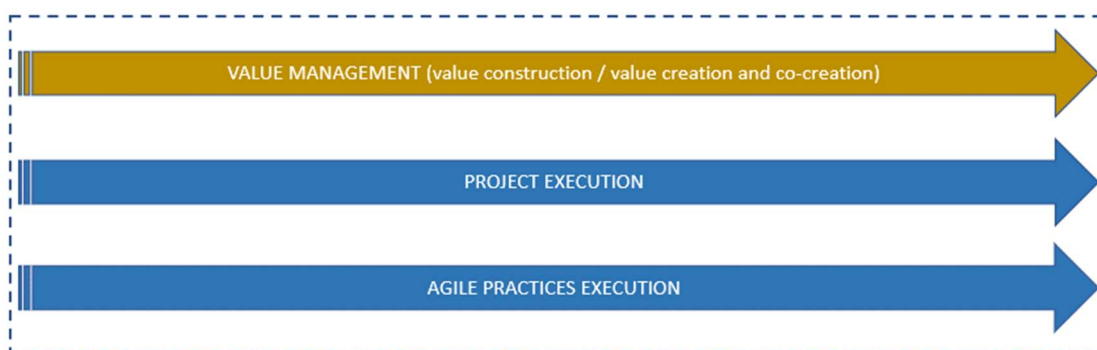 VALUE MANAGEMENT (value construction / value creation and co-creation)
PROJECT EXECUTION
AGILE PRACTICES EXECUTION